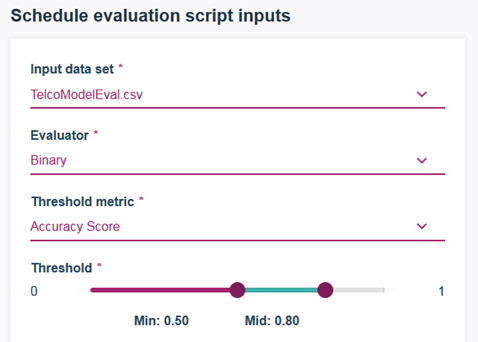 Schedule evaluation script inputs
Input data set *
TelcoModelEval.csv
Evaluator *
Binary
Threshold metric *
Accuracy Score
Threshold *
0 1
Min: 0.50 Mid: 0.80